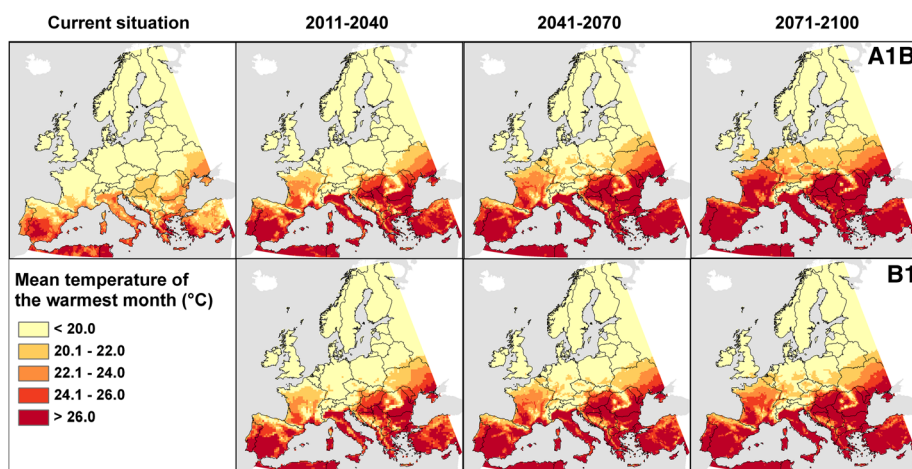 Current situation
2011-2040
2041-2070
2071-2100
A1B
B1
Mean temperature of
the warmest month (°C)
< 20.0
20.1 - 22.0
22.1 - 24.0
24.1 - 26.0
> 26.0